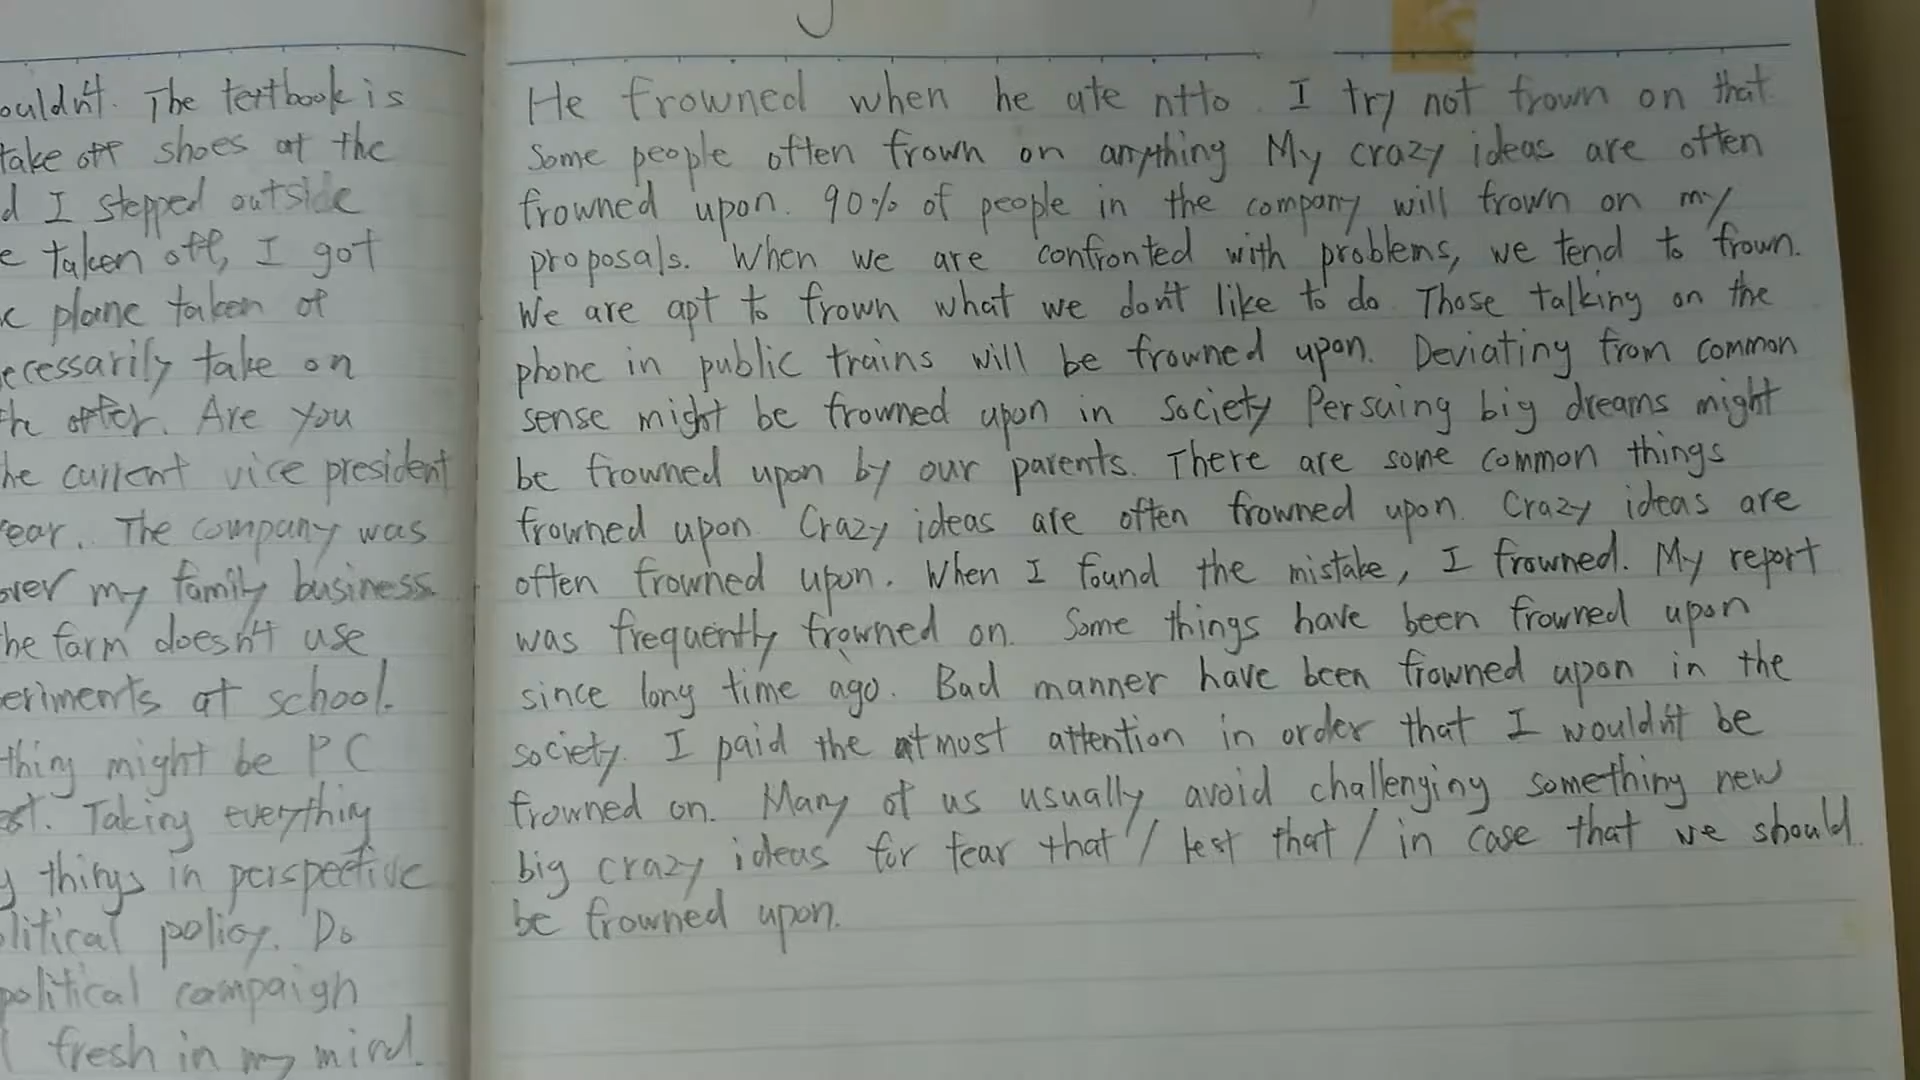 ouldn't. The textbook is
take off shoes at the
d I stepped outside
e taken off, I got
plane taken of
ecessarily take on
offer. Are you
he current vice president
ear. The company was
over my family business.
he farm doesn't use
eriments at school.
thing might be PC
st. Taking everything
y things in perspective
litical policy. Do
political campaign
fresh in my mind.
He frowned when he ate ntto. I try not frown on that.
Some people often frown on anything My crazy ideas are often
frowned upon. 90% of people in the company will frown on my
proposals. When we are confronted with problems, we tend to frown.
We are apt to frown what we don't like to do. Those talking on the
phone in public trains will be frowned upon. Deviating from common
sense might be frowned upon in society Persuing big dreams might
be frowned upon by our parents. There are some common things
frowned upon. Crazy ideas are often frowned upon. Crazy ideas are
often frowned upon. When I found the mistake, I frowned. My report
was frequently frowned on. Some things have been frowned upon
since long time ago. Bad manner have been frowned upon in the
society. I paid the utmost attention in order that I wouldn't be
frowned on. Many of us usually avoid challenging something new
big crazy ideas for fear that / lest that / in case that we should
be frowned upon.